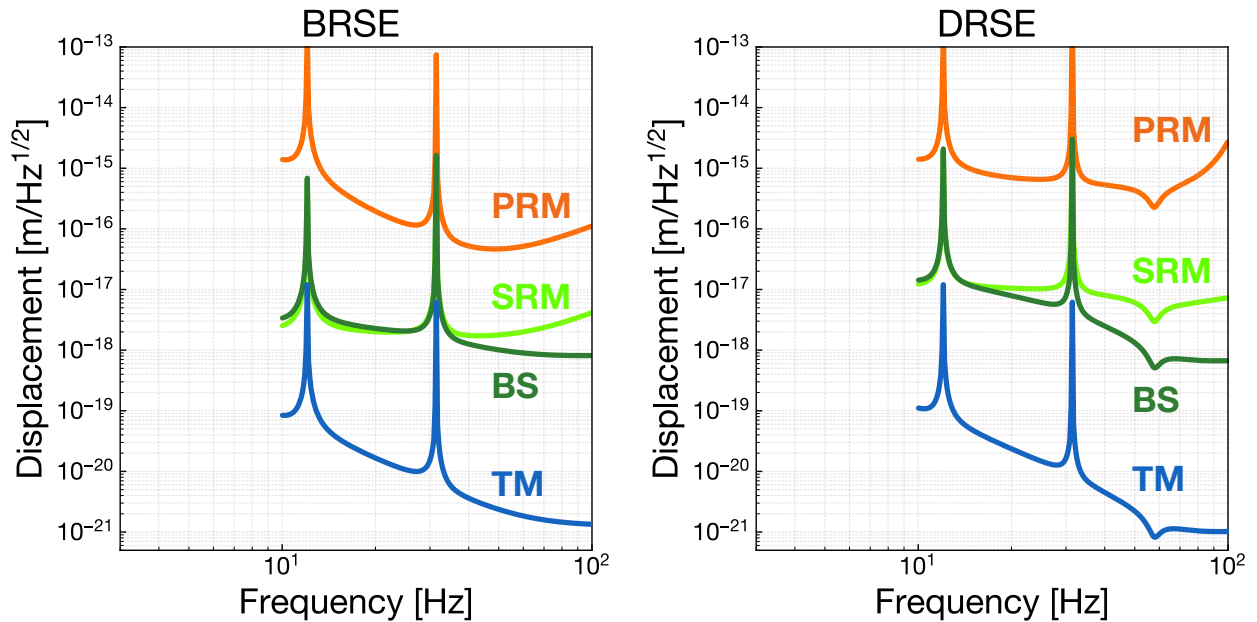 BRSE
Displacement [m/Hz^1/2]
10^−13
10^−14
10^−15
10^−16
10^−17
10^−18
10^−19
10^−20
10^−21
PRM
SRM
BS
TM
10^1
10^2
Frequency [Hz]
DRSE
Displacement [m/Hz^1/2]
10^−13
10^−14
10^−15
10^−16
10^−17
10^−18
10^−19
10^−20
10^−21
PRM
SRM
BS
TM
10^1
10^2
Frequency [Hz]